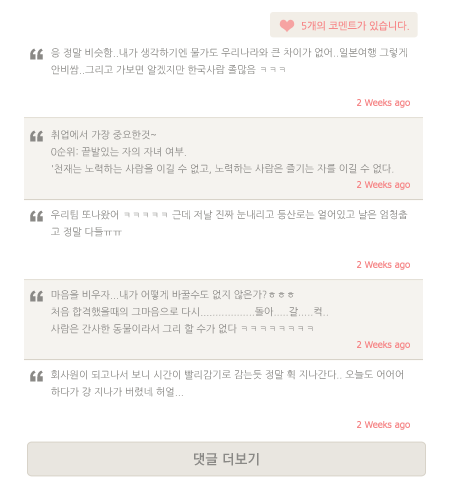 5개의 코멘트가 있습니다.
응 정말 비슷함..내가 생각하기엔 물가도 우리나라와 큰 차이가 없어..일본여행 그렇게
안비쌈..그리고 가보면 알겠지만 한국사람 졸많음 ㅋㅋㅋ
2 Weeks ago
취업에서 가장 중요한것~
0순위: 끝발있는 자의 자녀 여부.
'천재는 노력하는 사람을 이길 수 없고, 노력하는 사람은 즐기는 자를 이길 수 없다.
2 Weeks ago
우리팀 또나왔어 ㅋㅋㅋㅋㅋ 근데 저날 진짜 눈내리고 등산로는 얼어있고 날은 엄청춥
고 정말 다들ㅠㅠ
2 Weeks ago
마음을 비우자...내가 어떻게 바꿀수도 없지 않은가?ㅎㅎㅎ
처음 합격했을때의 그마음으로 다시..................돌아.....갈.....컥..
사람은 간사한 동물이라서 그리 할 수가 없다 ㅋㅋㅋㅋㅋㅋㅋㅋ
2 Weeks ago
회사원이 되고나서 보니 시간이 빨리감기로 감는듯 정말 휙 지나간다.. 오늘도 어어어
하다가 걍 지나가 버렸네 허얼...
2 Weeks ago
댓글 더보기